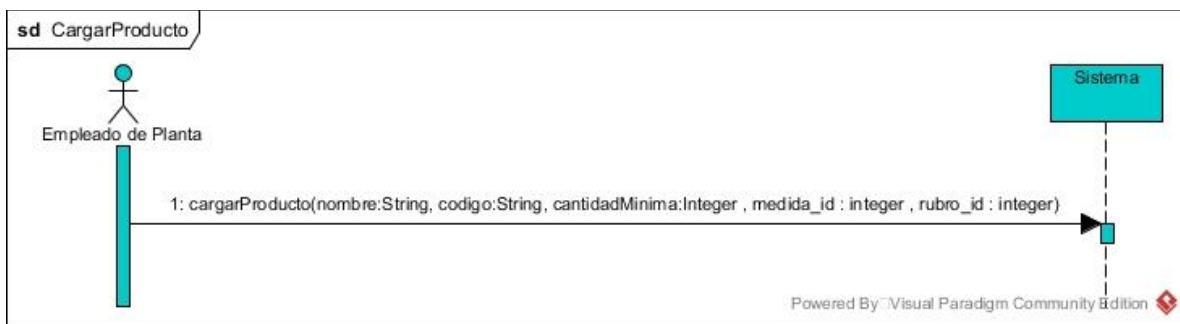 sd CargarProducto
Sistema
Empleado de Planta
1: cargarProducto(nombre:String, codigo:String, cantidadMinima:Integer , medida_id : integer , rubro_id : integer)
Powered By Visual Paradigm Community Edition